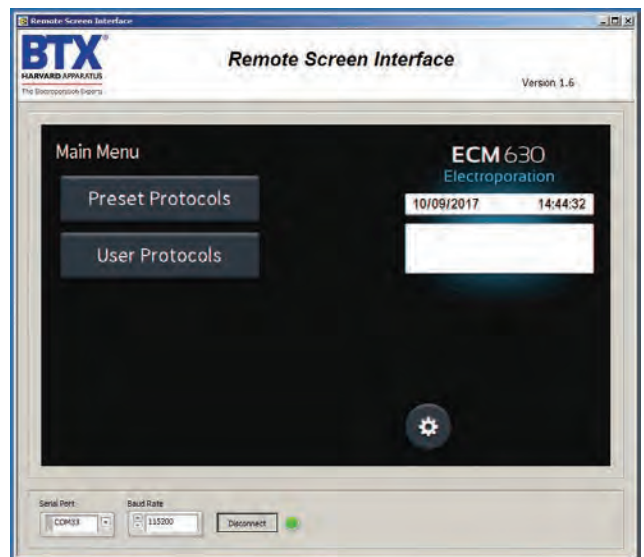 Remote Screen Interface
BTX®
HARVARD APPARATUS
The Electroporation Experts
Remote Screen Interface
Version 1.6
Main Menu
ECM 630
Electroporation
Preset Protocols
10/09/2017 14:44:32
User Protocols
Serial Port
Baud Rate
COM33
115200
Disconnect